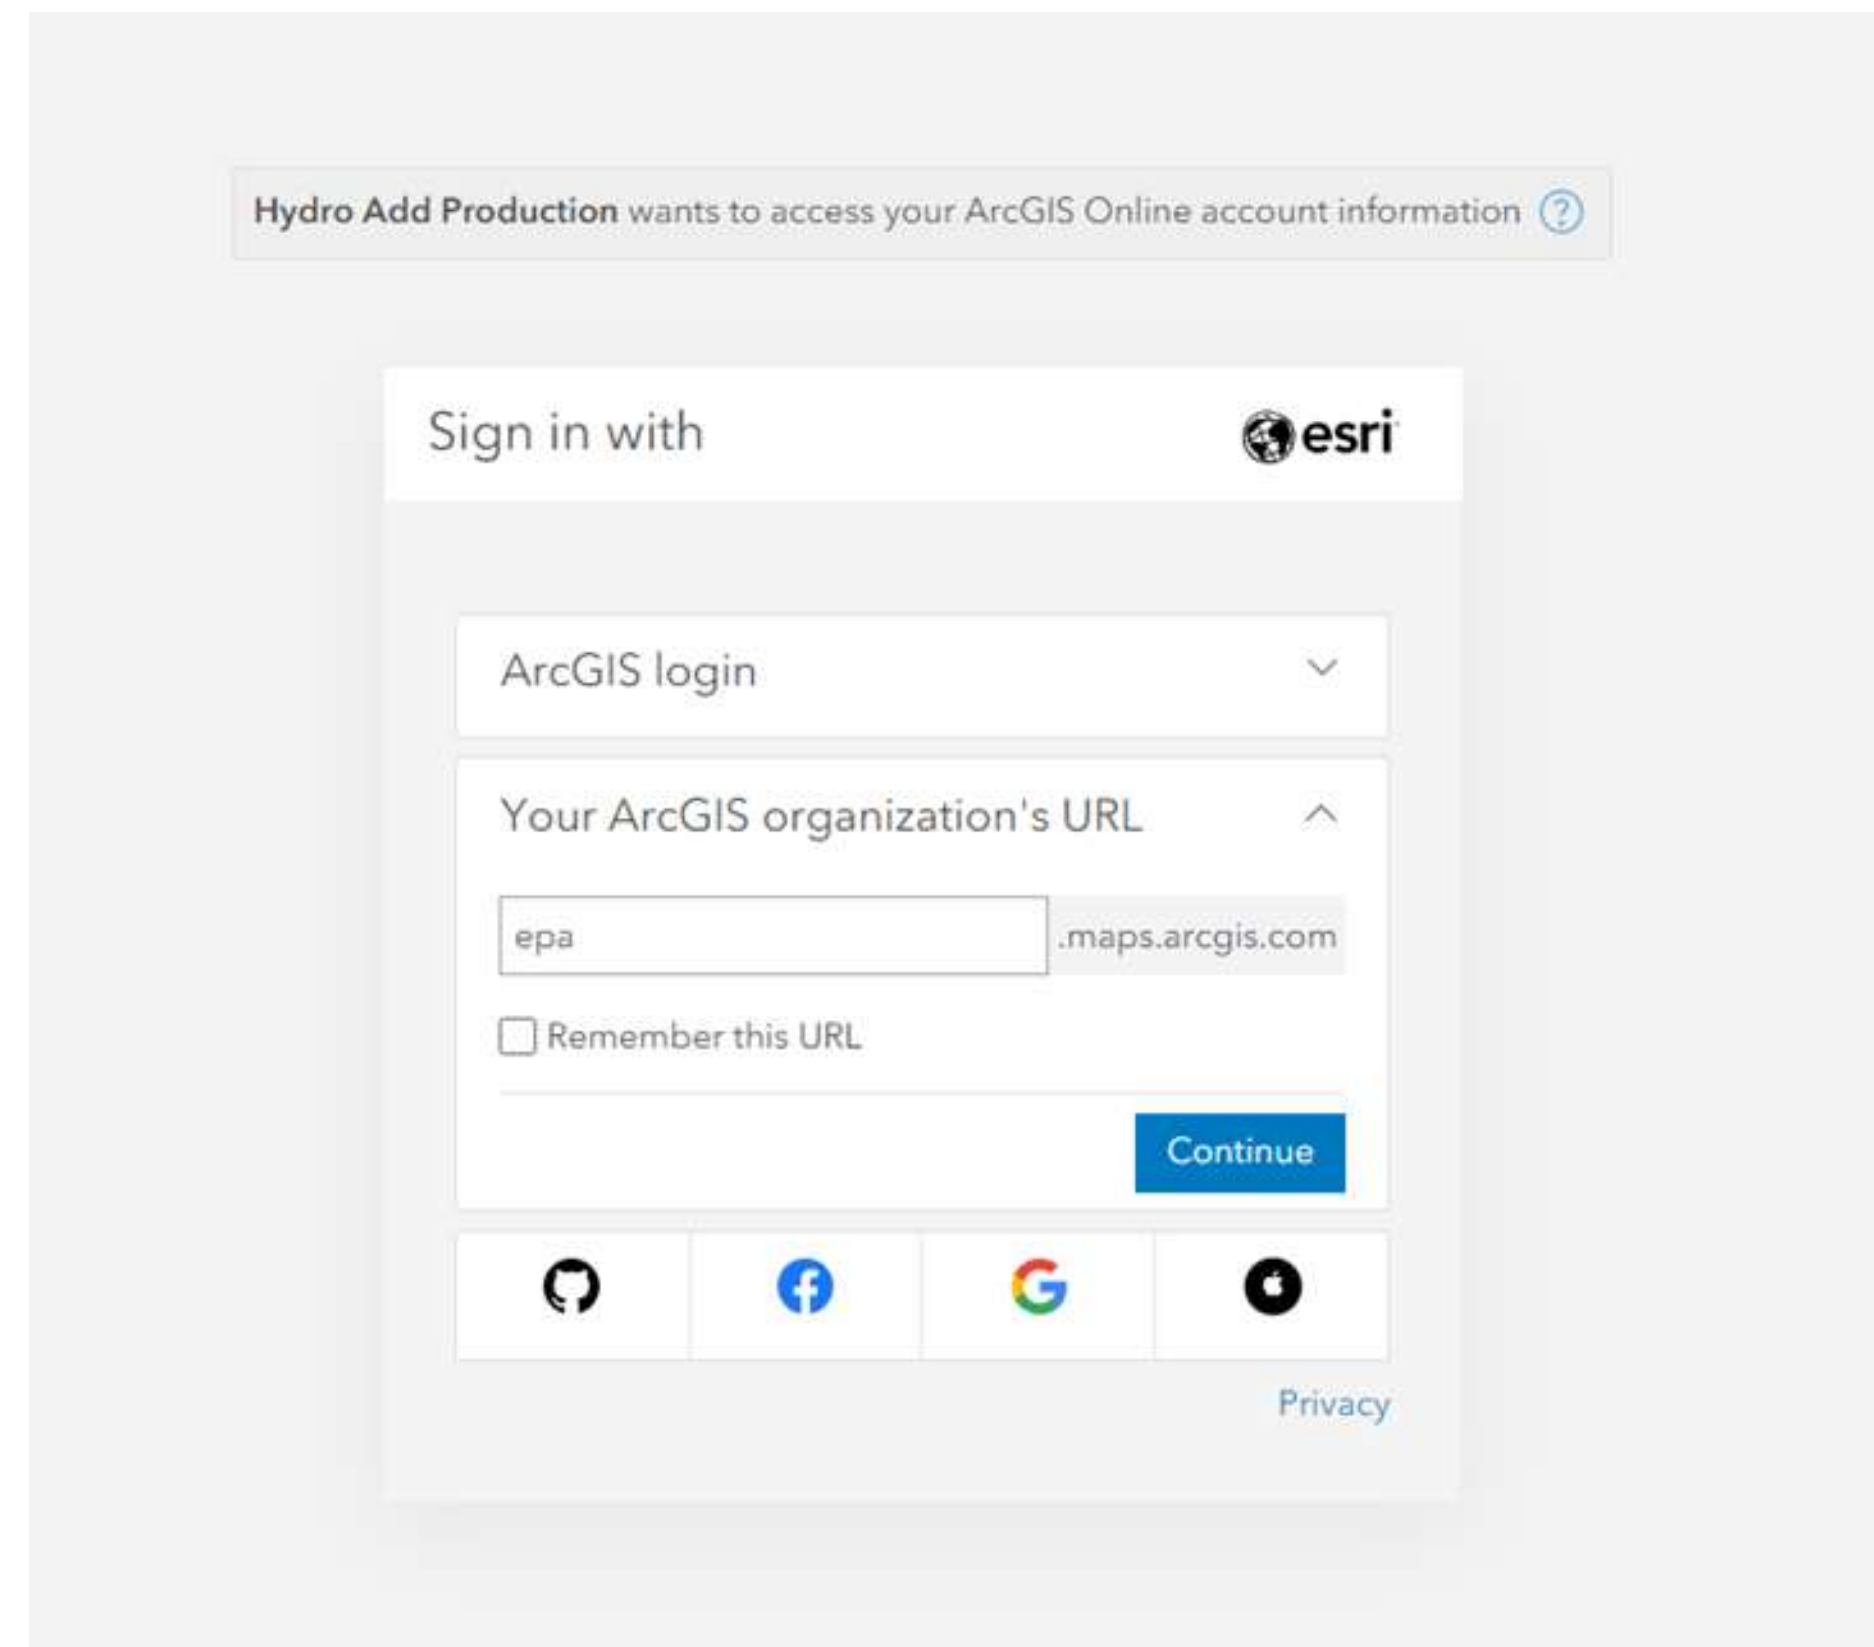 Hydro Add Production wants to access your ArcGIS Online account information ?
Sign in with
esri
ArcGIS login
Your ArcGIS organization's URL
epa .maps.arcgis.com
Remember this URL
Continue
Privacy